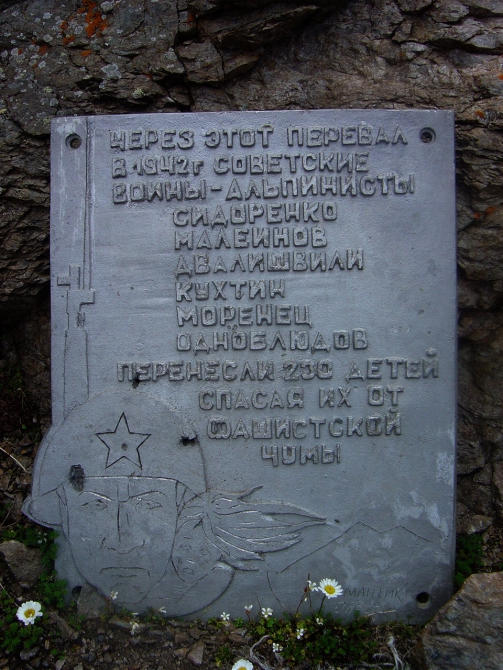 ЧЕРЕЗ ЭТОТ ПЕРЕВАЛ
В 1942г СОВЕТСКИЕ
ВОИНЫ-АЛЬПИНИСТЫ
СИДОРЕНКО
МАЛЕИНОВ
ДВАЛИШВИЛИ
КУХТИН
МОРЕНЕЦ
ОДНОБЛЮДОВ
ПЕРЕНЕСЛИ 230 ДЕТЕЙ
СПАСАЯ ИХ ОТ
ФАШИСТСКОЙ
ЧУМЫ